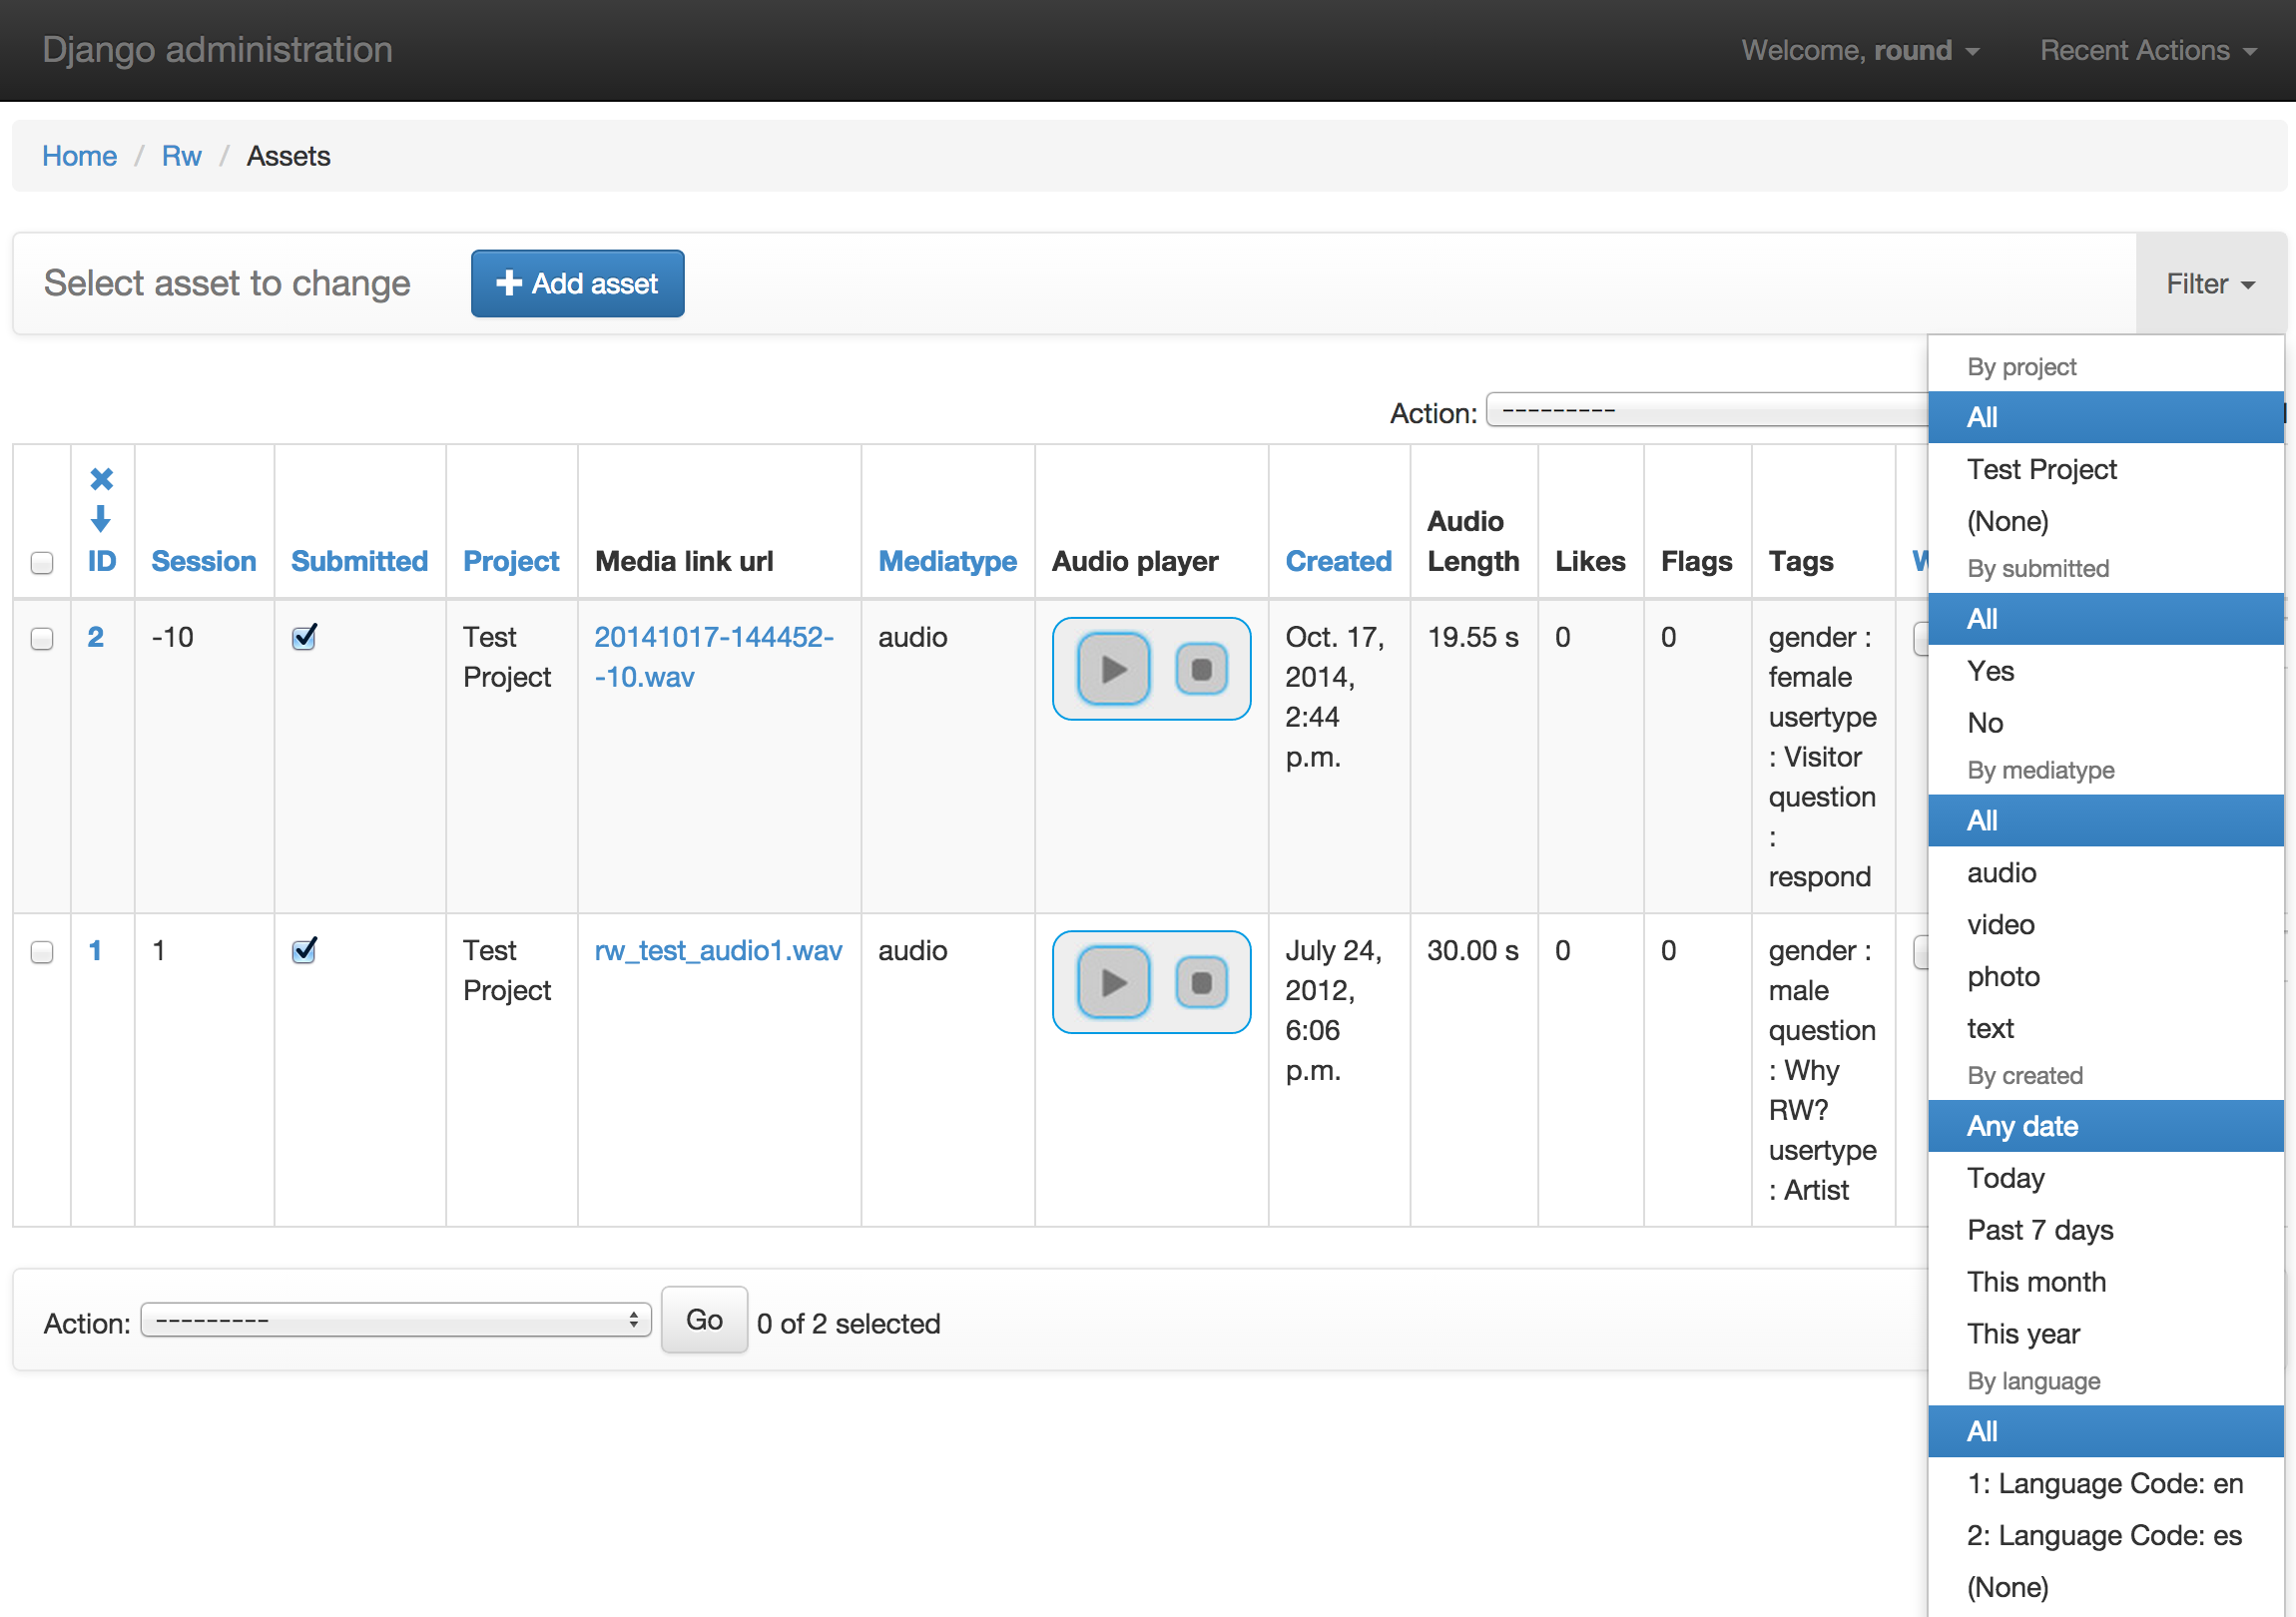 Django administration
Welcome, round
Recent Actions
Home / Rw / Assets
Select asset to change
Add asset
Filter
Action: ---------
ID
Session
Submitted
Project
Media link url
Mediatype
Audio player
Created
Audio
Length
Likes
Flags
Tags
2
-10
Test
Project
20141017-144452-
-10.wav
audio
Oct. 17,
2014,
2:44
p.m.
19.55 s
0
0
gender :
female
usertype
: Visitor
question
:
respond
1
1
Test
Project
rw_test_audio1.wav
audio
July 24,
2012,
6:06
p.m.
30.00 s
0
0
gender :
male
question
: Why
RW?
usertype
: Artist
Action: ---------
Go
0 of 2 selected
By project
All
Test Project
(None)
By submitted
All
Yes
No
By mediatype
All
audio
video
photo
text
By created
Any date
Today
Past 7 days
This month
This year
By language
All
1: Language Code: en
2: Language Code: es
(None)